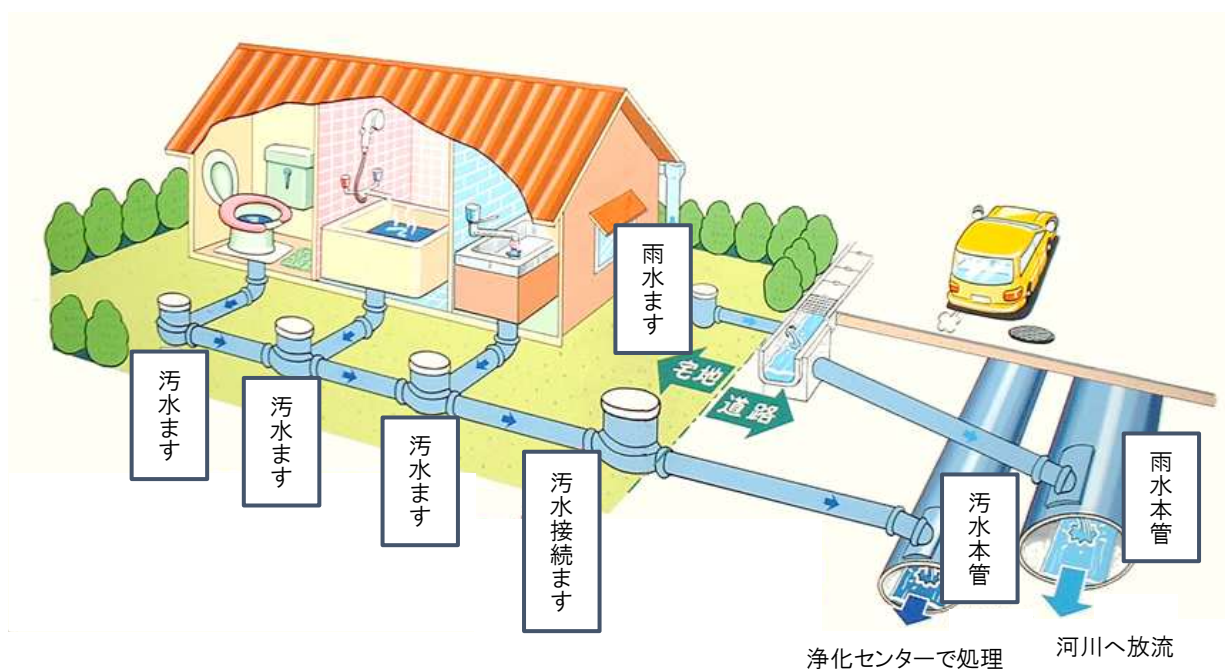 雨水ます
宅地
道路
汚水ます
汚水ます
汚水ます
汚水接続ます
汚水本管
雨水本管
浄化センターで処理
河川へ放流